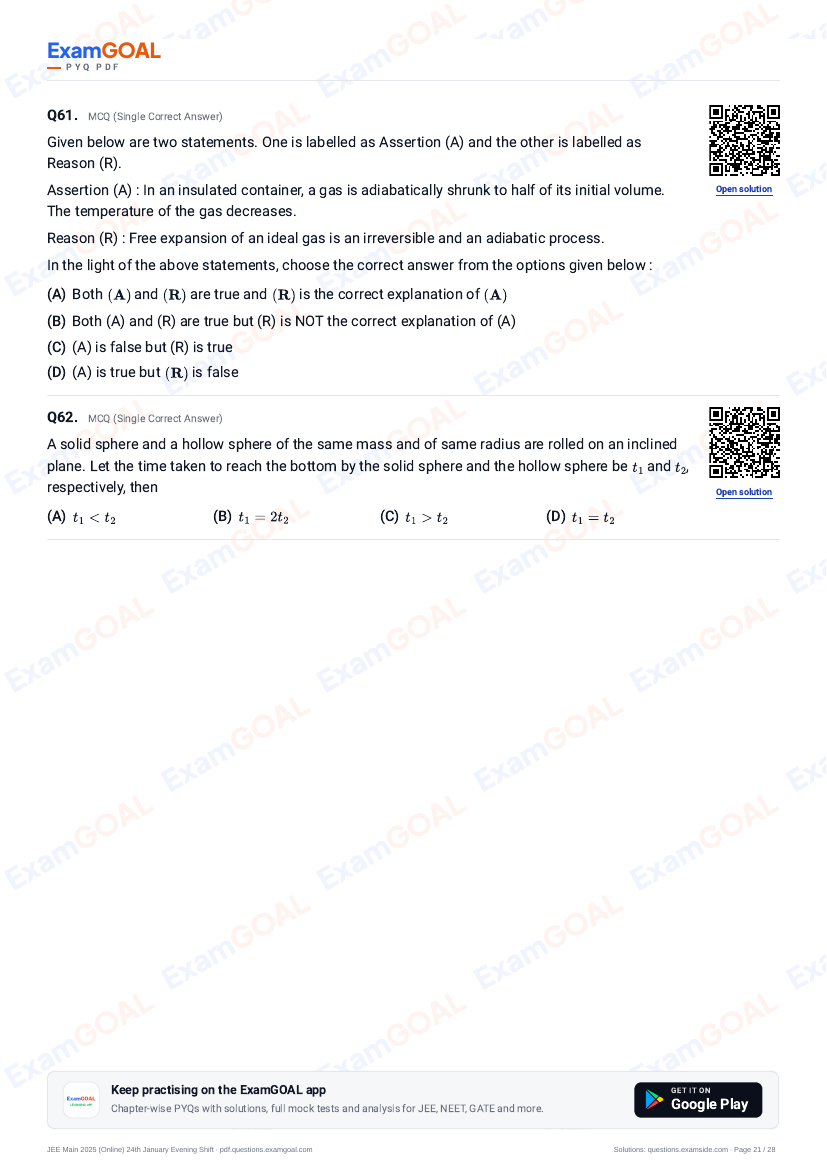 ExamGOAL
PYQ PDF
Q61. MCQ (Single Correct Answer)
Given below are two statements. One is labelled as Assertion (A) and the other is labelled as
Reason (R).
Assertion (A) : In an insulated container, a gas is adiabatically shrunk to half of its initial volume.
The temperature of the gas decreases.
Reason (R) : Free expansion of an ideal gas is an irreversible and an adiabatic process.
In the light of the above statements, choose the correct answer from the options given below :
(A) Both (A) and (R) are true and (R) is the correct explanation of (A)
(B) Both (A) and (R) are true but (R) is NOT the correct explanation of (A)
(C) (A) is false but (R) is true
(D) (A) is true but (R) is false
Open solution
Q62. MCQ (Single Correct Answer)
A solid sphere and a hollow sphere of the same mass and of same radius are rolled on an inclined
plane. Let the time taken to reach the bottom by the solid sphere and the hollow sphere be t₁ and t₂,
respectively, then
(A) t₁ < t₂ (B) t₁ = 2t₂ (C) t₁ > t₂ (D) t₁ = t₂
Open solution
ExamGOAL
Keep practising on the ExamGOAL app
Chapter-wise PYQs with solutions, full mock tests and analysis for JEE, NEET, GATE and more.
GET IT ON
Google Play
JEE Main 2025 (Online) 24th January Evening Shift · pdf.questions.examgoal.com
Solutions: questions.examside.com · Page 21 / 28